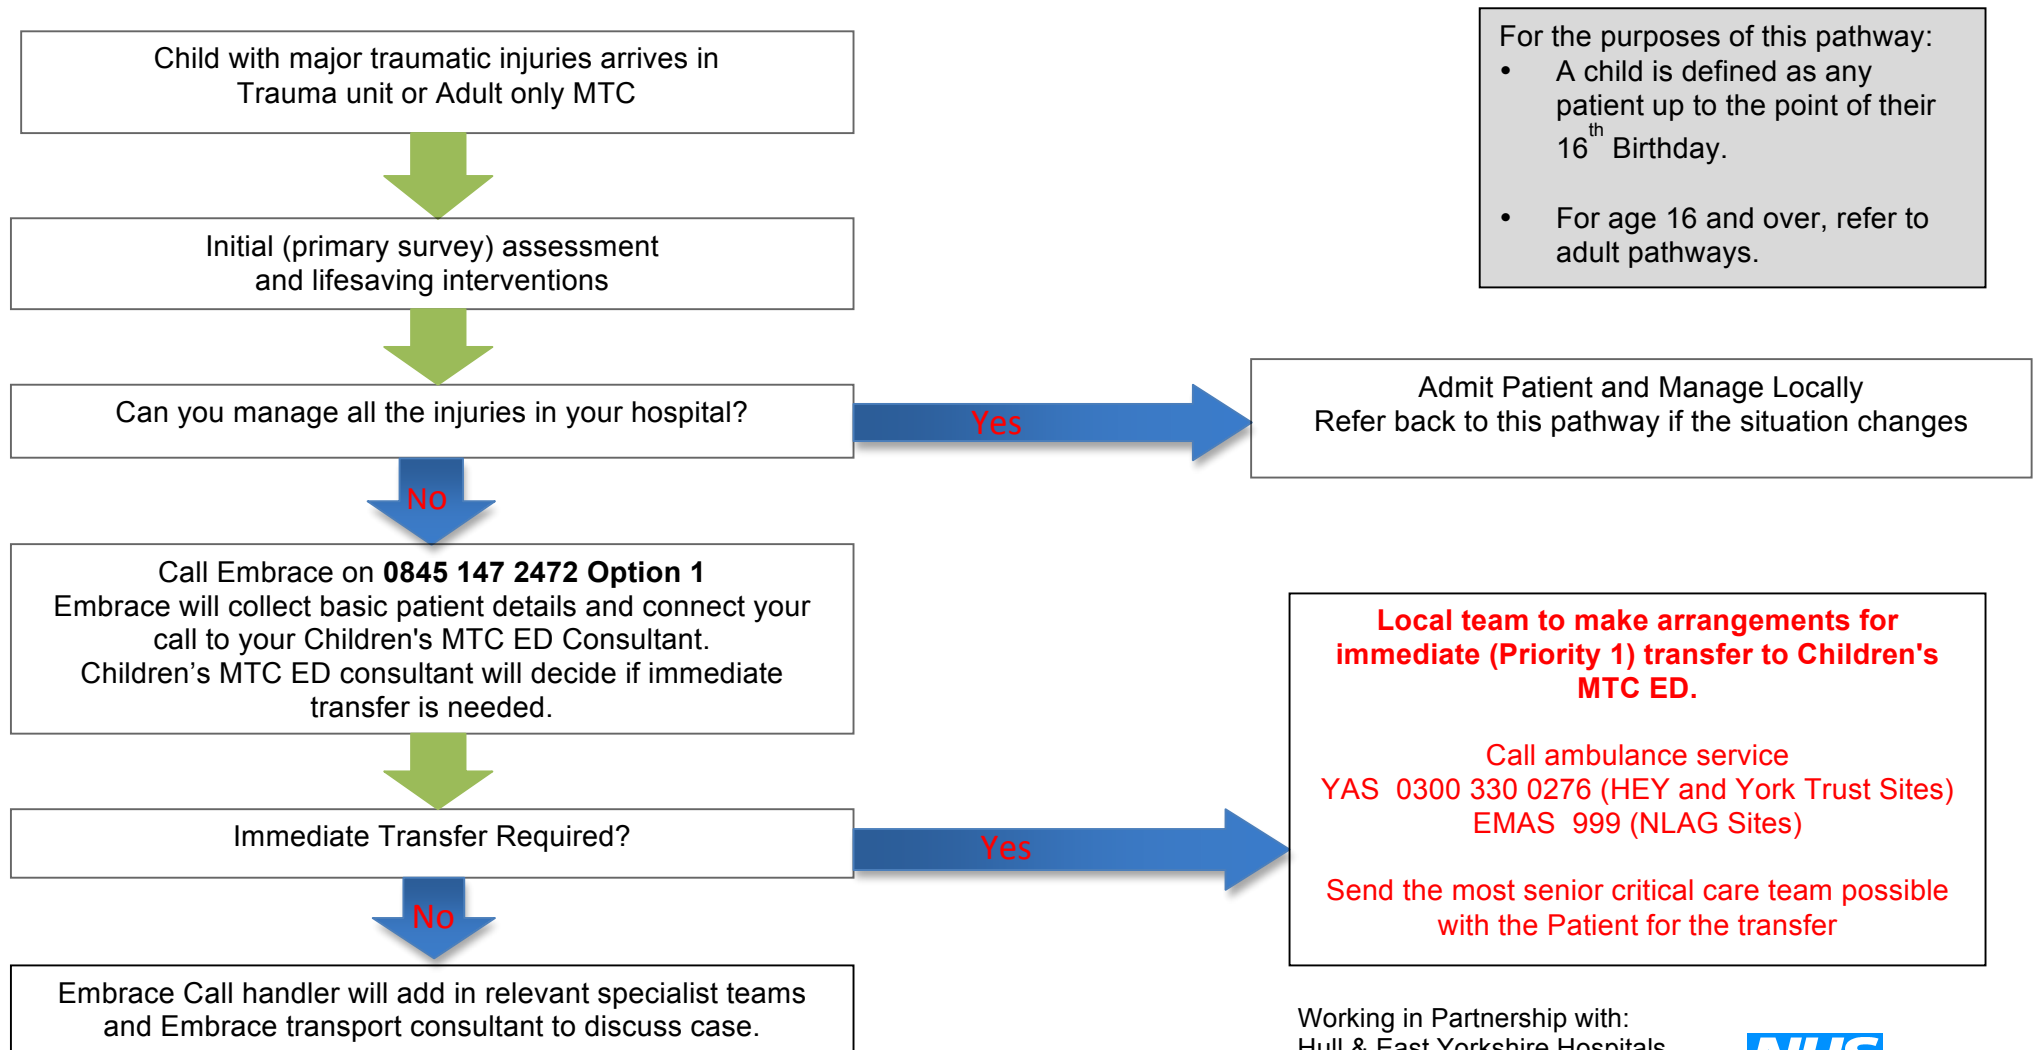 Child with major traumatic injuries arrives in
Trauma unit or Adult only MTC
For the purposes of this pathway:
• A child is defined as any
patient up to the point of their
16th Birthday.
• For age 16 and over, refer to
adult pathways.
Initial (primary survey) assessment
and lifesaving interventions
Can you manage all the injuries in your hospital?
Yes
Admit Patient and Manage Locally
Refer back to this pathway if the situation changes
No
Call Embrace on 0845 147 2472 Option 1
Embrace will collect basic patient details and connect your
call to your Children's MTC ED Consultant.
Children’s MTC ED consultant will decide if immediate
transfer is needed.
Immediate Transfer Required?
Yes
Local team to make arrangements for
immediate (Priority 1) transfer to Children's
MTC ED.
Call ambulance service
YAS 0300 330 0276 (HEY and York Trust Sites)
EMAS 999 (NLAG Sites)
Send the most senior critical care team possible
with the Patient for the transfer
No
Embrace Call handler will add in relevant specialist teams
and Embrace transport consultant to discuss case.
Working in Partnership with:
Hull & East Yorkshire Hospitals
NHS